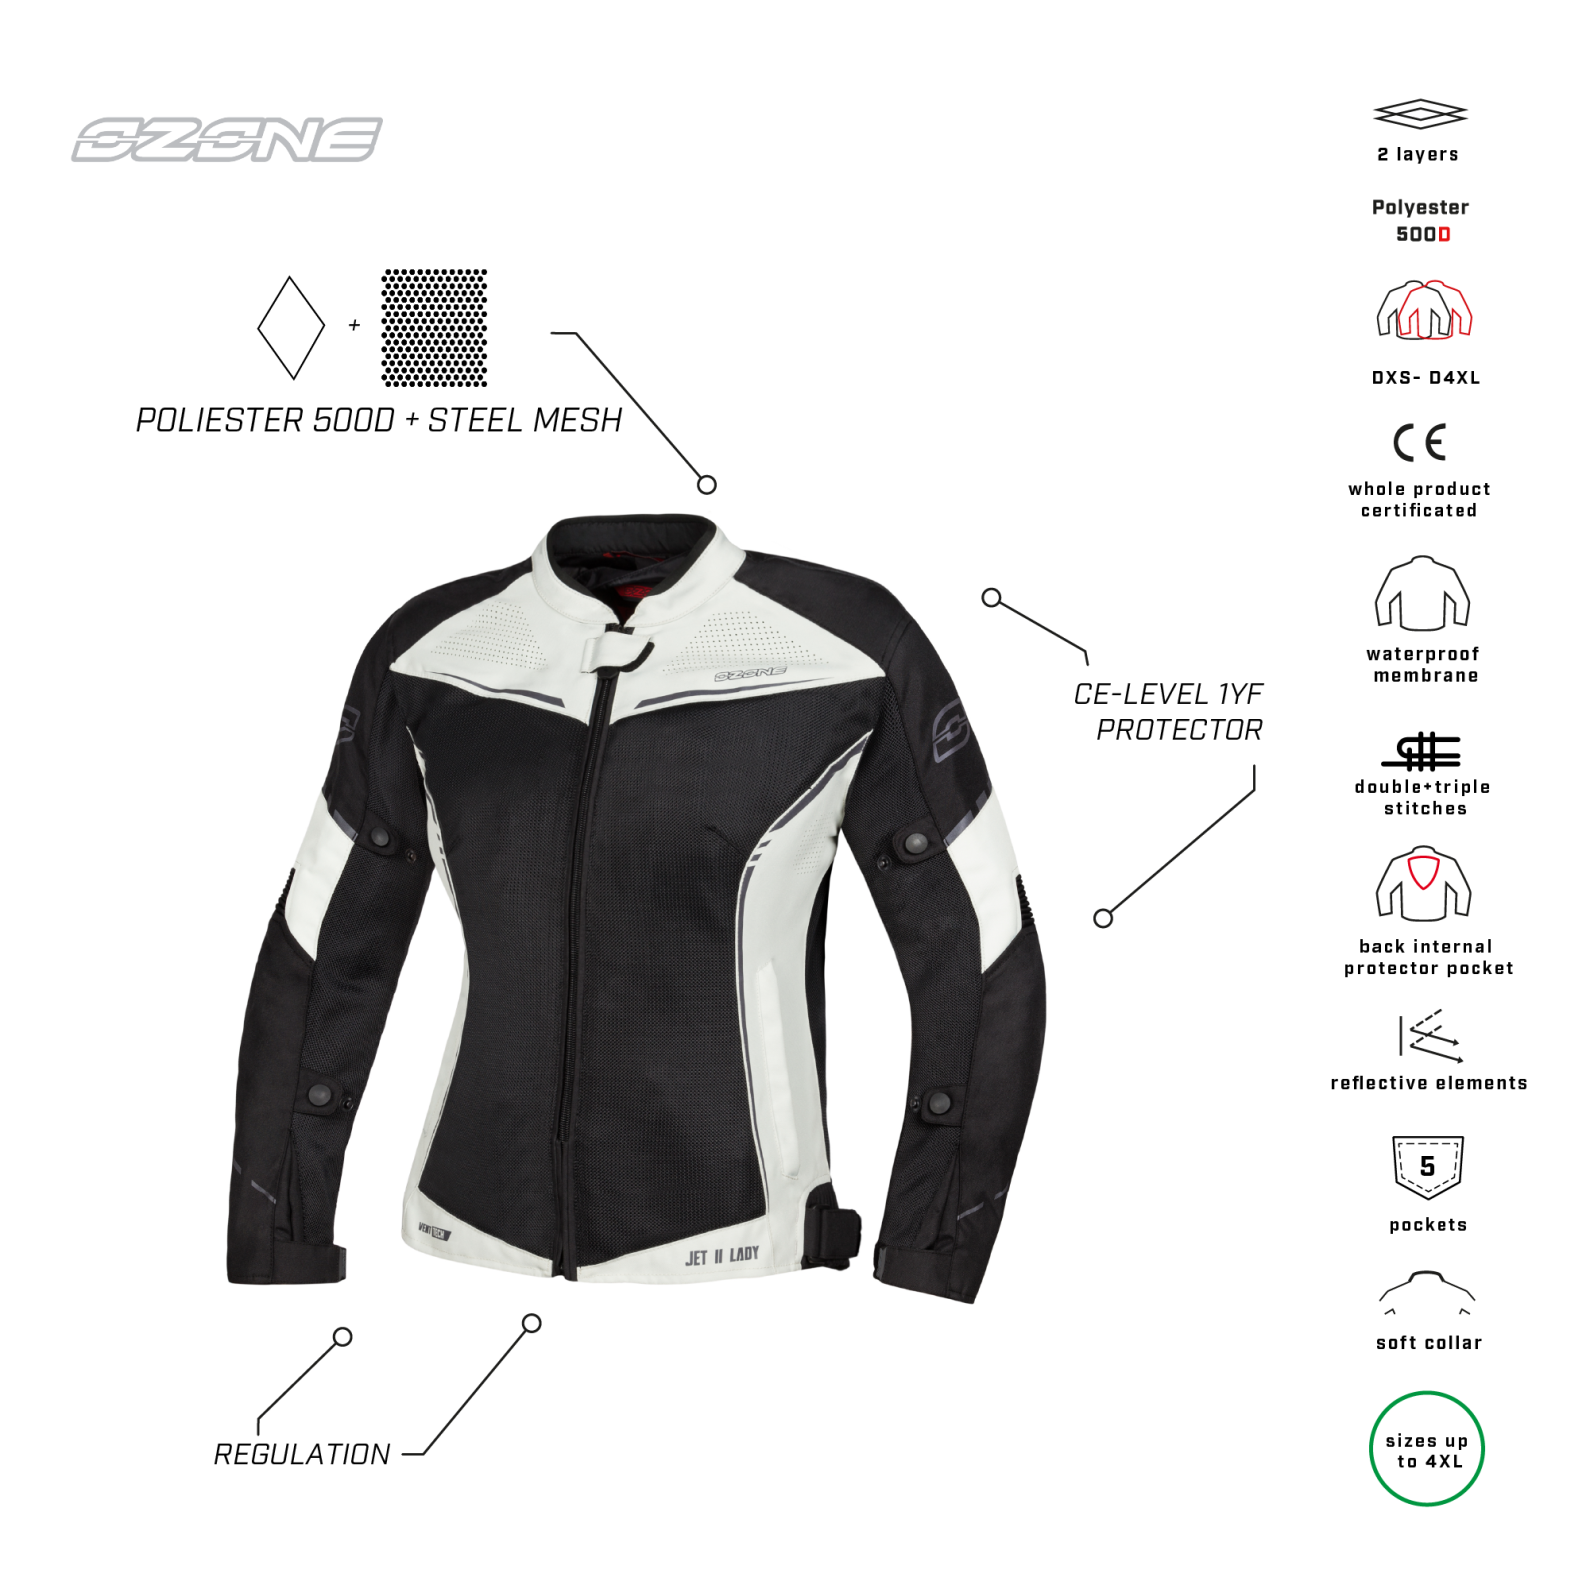 OZONE
+
POLIESTER 500D + STEEL MESH
CE-LEVEL 1YF
PROTECTOR
OZONE
VENTTECH
JET II LADY
REGULATION
2 layers
Polyester
500D
DXS- D4XL
CE
whole product
certificated
waterproof
membrane
double+triple
stitches
back internal
protector pocket
reflective elements
5
pockets
soft collar
sizes up
to 4XL